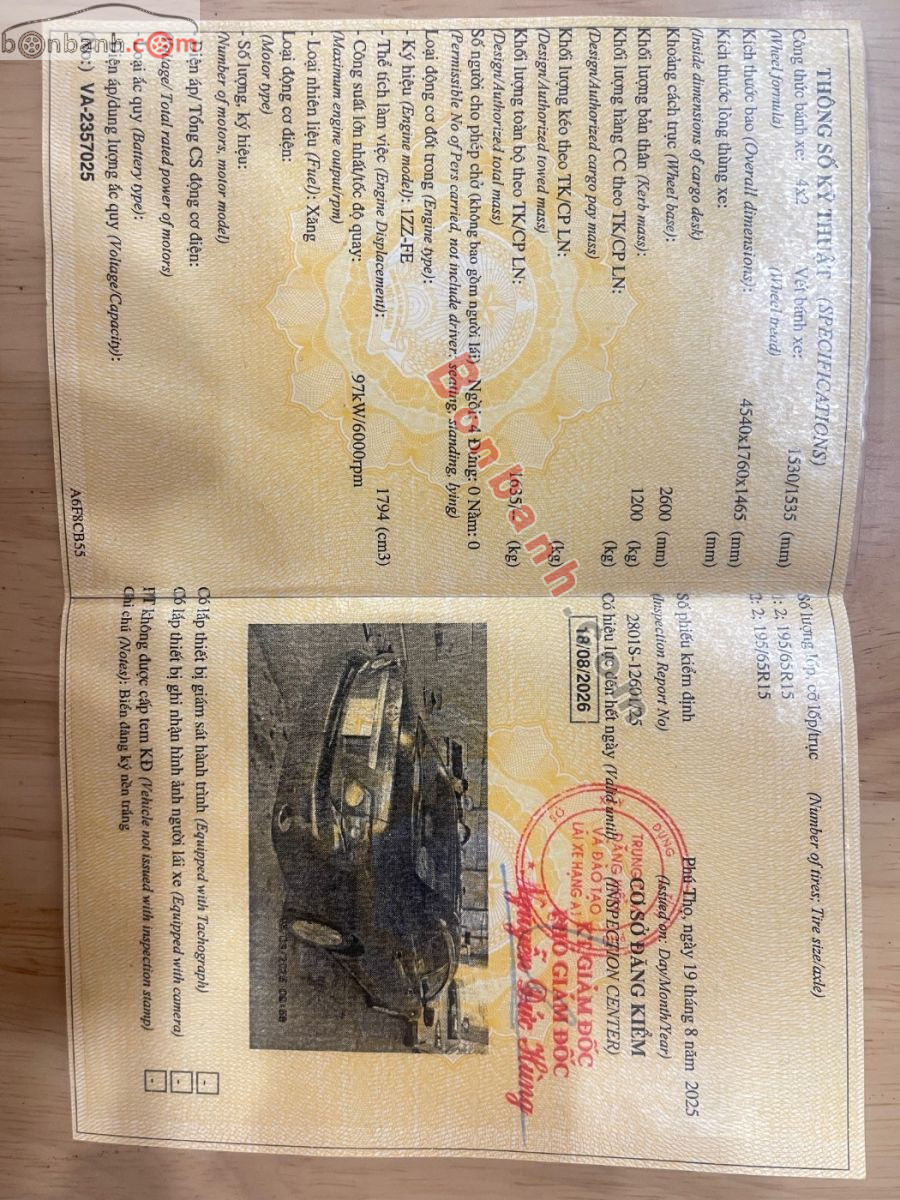 bonbanh.com
THÔNG SỐ KỸ THUẬT (SPECIFICATIONS)
Công thức bánh xe: 4x2 Vết bánh xe: 1530/1535 (mm)
(Wheel formula) (Wheel tread)
Kích thước bao (Overall dimensions): 4540x1760x1465 (mm)
Kích thước lòng thùng xe: (mm)
(Inside dimensions of cargo desk)
Khoảng cách trục (Wheel base): 2600 (mm)
Khối lượng bản thân (Kerb mass): 1200 (kg)
Khối lượng hàng CC theo TK/CP LN: (kg)
(Design/Authorized cargo pay mass)
Khối lượng kéo theo TK/CP LN: (kg)
(Design/Authorized towed mass)
Khối lượng toàn bộ theo TK/CP LN: 1635/- (kg)
(Design/Authorized total mass)
Số người cho phép chở (không bao gồm người lái) Ngồi: 4 Đứng: 0 Nằm: 0
(Permissible No of Pers carried, not include driver: seating, standing, lying)
Loại động cơ đốt trong (Engine type):
- Ký hiệu (Engine model): 1ZZ-FE
- Thể tích làm việc (Engine Displacement): 1794 (cm3)
- Công suất lớn nhất/tốc độ quay: 97kW/6000rpm
(Maximum engine output/rpm)
- Loại nhiên liệu (Fuel): Xăng
Loại động cơ điện:
(Motor type)
- Số lượng, ký hiệu:
(Number of motors, motor model)
Điện áp/Tổng CS động cơ điện:
/Total rated power of motors)
Loại ắc quy (Battery type):
Điện áp/dung lượng ắc quy (Voltage/Capacity):
(No:) VA-2357025
A6F8CB55
Số lượng lốp, cỡ lốp/trục (Number of tires; Tire size/axle)
1: 2; 195/65R15
2: 2; 195/65R15
Phú Thọ, ngày 19 tháng 8 năm 2025
Số phiếu kiểm định (Issued on: Day/Month/Year)
(Inspection Report No) CƠ SỞ ĐĂNG KIỂM
2801S-12601/25 (INSPECTION CENTER)
Có hiệu lực đến hết ngày (Valid until)
18/08/2026
KT.GIÁM ĐỐC
PHÓ GIÁM ĐỐC
Nguyễn Đức Hùng
Có lắp thiết bị giám sát hành trình (Equipped with Tachograph) -
Có lắp thiết bị ghi nhận hình ảnh người lái xe (Equipped with camera) -
PT không được cấp tem KĐ (Vehicle not issued with inspection stamp) -
Ghi chú (Notes): Biển đăng ký nền trắng
Bonbanh.com